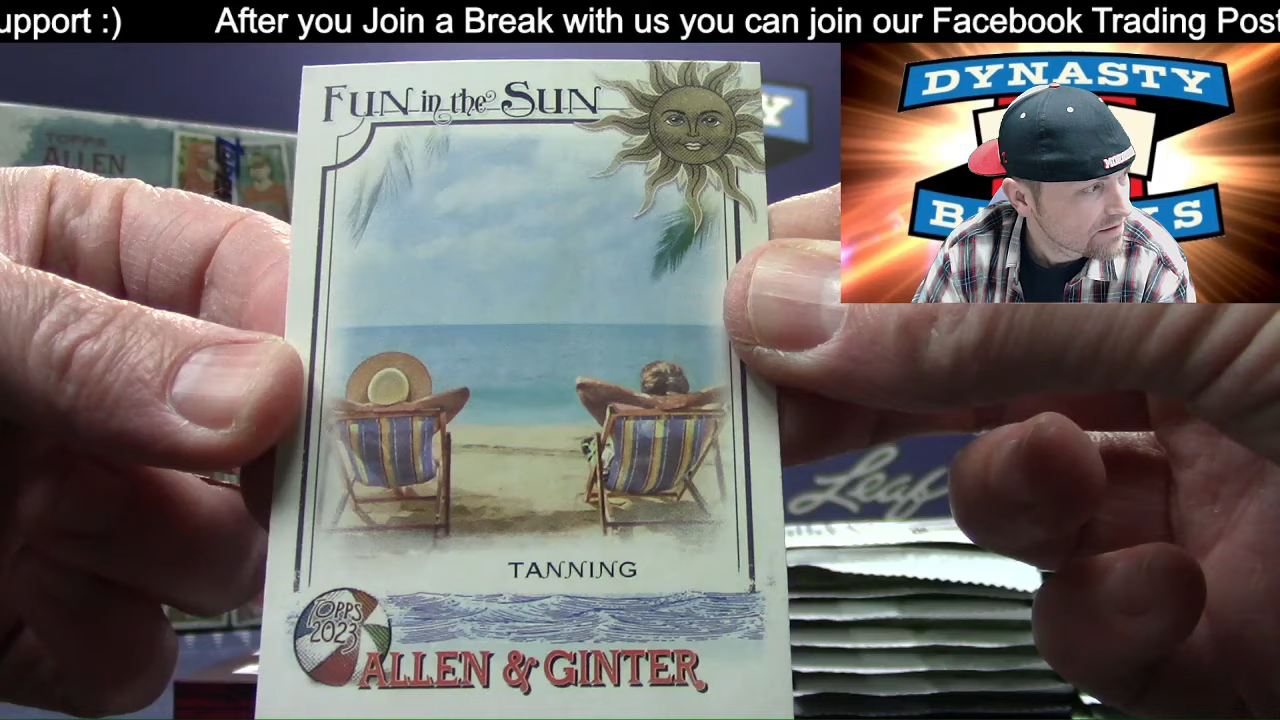 upport :) After you Join a Break with us you can join our Facebook Trading Post
FUN in the SUN
DYNASTY
TOPPS
ALLEN
Y
Leaf
TANNING
TOPPS
2023
ALLEN & GINTER